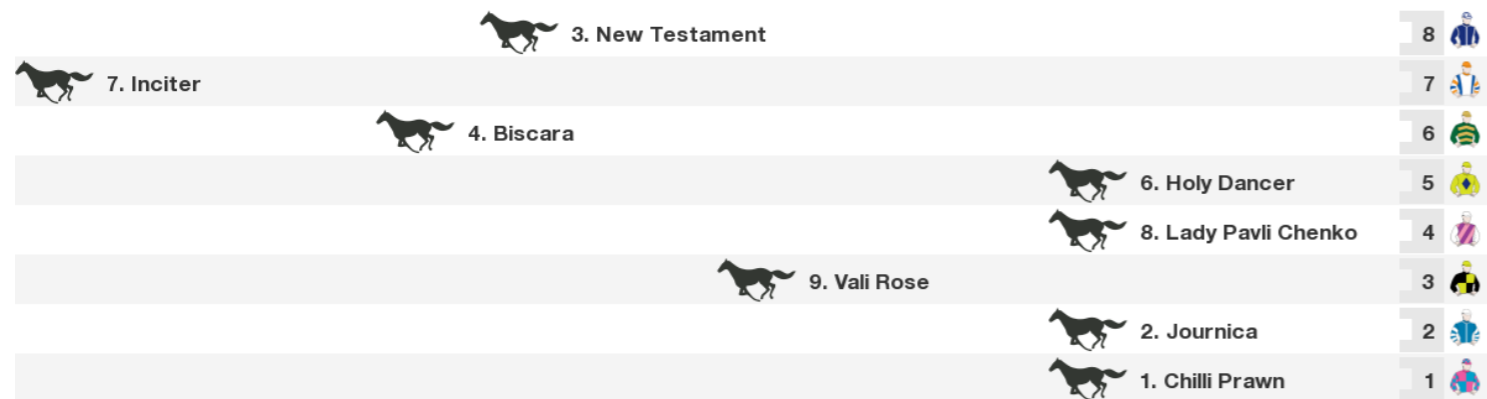 3. New Testament 8
7. Inciter 7
4. Biscara 6
6. Holy Dancer 5
8. Lady Pavli Chenko 4
9. Vali Rose 3
2. Journica 2
1. Chilli Prawn 1